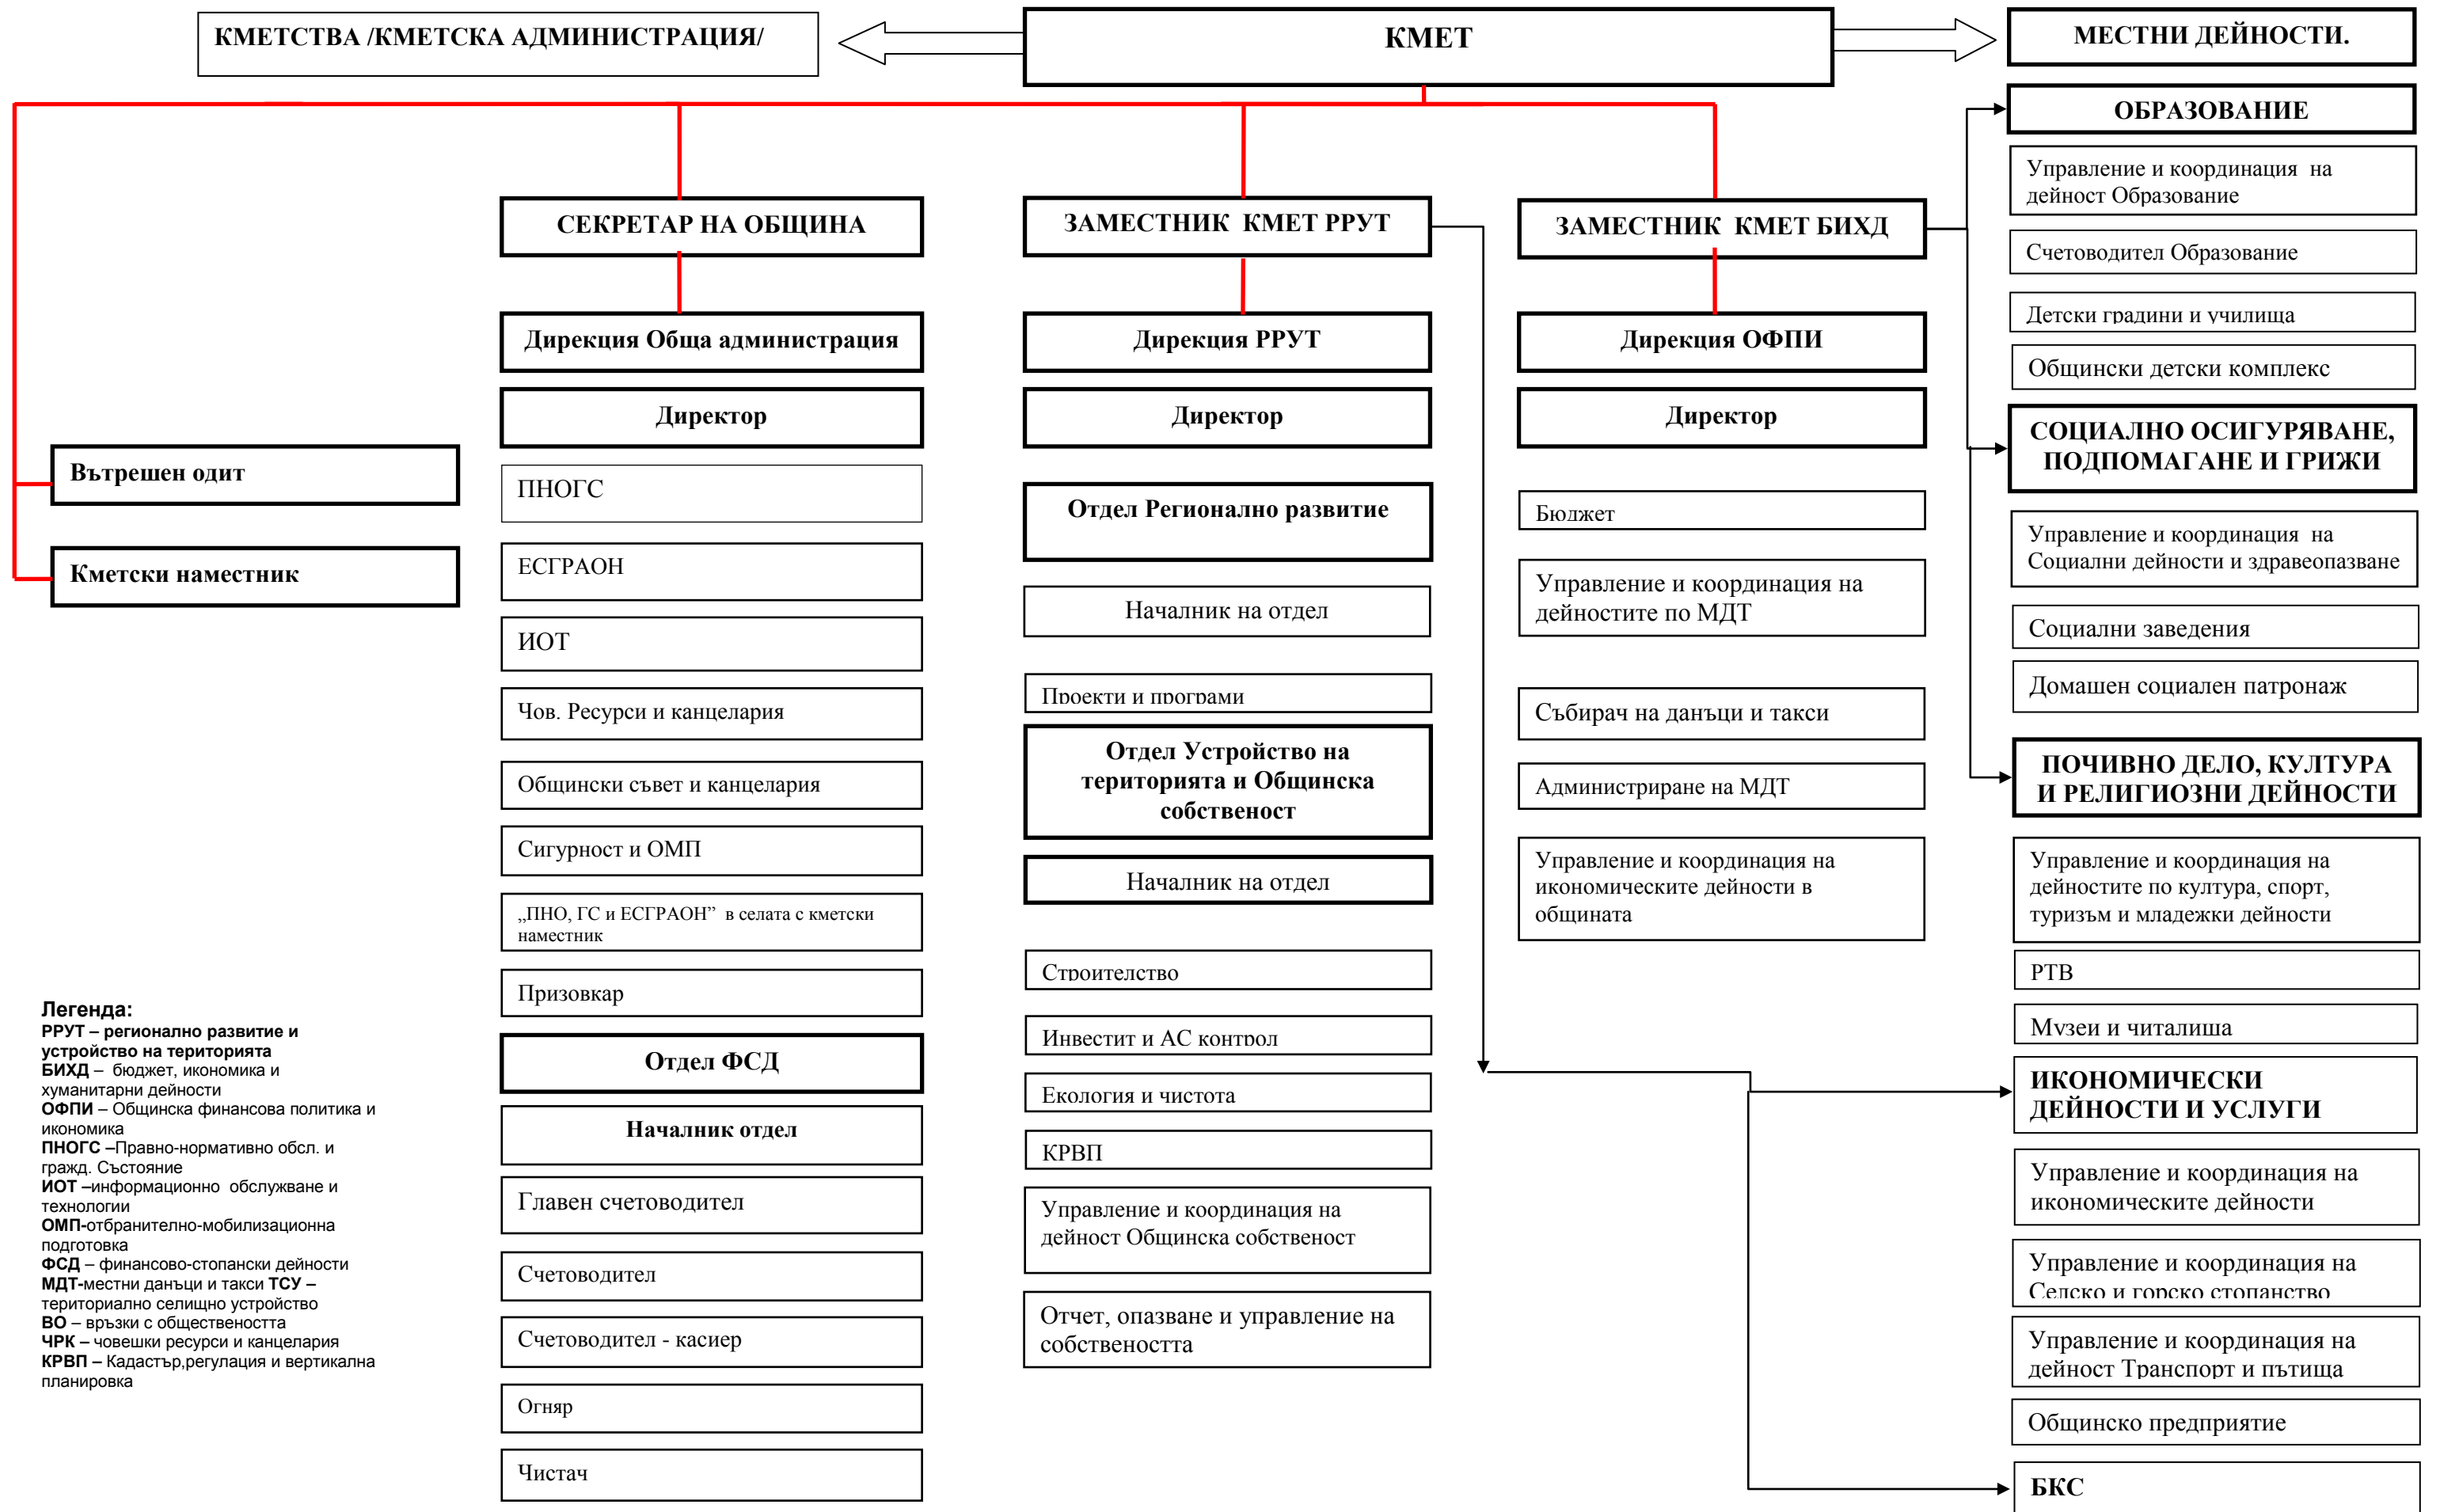 КМЕТСТВА /КМЕТСКА АДМИНИСТРАЦИЯ/
КМЕТ
МЕСТНИ ДЕЙНОСТИ.
Вътрешен одит
Кметски наместник
СЕКРЕТАР НА ОБЩИНА
Дирекция Обща администрация
Директор
ПНОГС
ЕСГРАОН
ИОТ
Чов. Ресурси и канцелария
Общински съвет и канцелария
Сигурност и ОМП
„ПНО, ГС и ЕСГРАОН” в селата с кметски
наместник
Призовкар
Отдел ФСД
Началник отдел
Главен счетоводител
Счетоводител
Счетоводител - касиер
Огняр
Чистач
ЗАМЕСТНИК КМЕТ РРУТ
Дирекция РРУТ
Директор
Отдел Регионално развитие
Началник на отдел
Проекти и програми
Отдел Устройство на
територията и Общинска
собственост
Началник на отдел
Строителство
Инвестит и АС контрол
Екология и чистота
КРВП
Управление и координация на
дейност Общинска собственост
Отчет, опазване и управление на
собствеността
ЗАМЕСТНИК КМЕТ БИХД
Дирекция ОФПИ
Директор
Бюджет
Управление и координация на
дейностите по МДТ
Събирач на данъци и такси
Администриране на МДТ
Управление и координация на
икономическите дейности в
общината
ОБРАЗОВАНИЕ
Управление и координация на
дейност Образование
Счетоводител Образование
Детски градини и училища
Общински детски комплекс
СОЦИАЛНО ОСИГУРЯВАНЕ,
ПОДПОМАГАНЕ И ГРИЖИ
Управление и координация на
Социални дейности и здравеопазване
Социални заведения
Домашен социален патронаж
ПОЧИВНО ДЕЛО, КУЛТУРА
И РЕЛИГИОЗНИ ДЕЙНОСТИ
Управление и координация на
дейностите по култура, спорт,
туризъм и младежки дейности
РТВ
Музеи и читалища
ИКОНОМИЧЕСКИ
ДЕЙНОСТИ И УСЛУГИ
Управление и координация на
икономическите дейности
Управление и координация на
Селско и горско стопанство
Управление и координация на
дейност Транспорт и пътища
Общинско предприятие
БКС
Легенда:
РРУТ – регионално развитие и
устройство на територията
БИХД – бюджет, икономика и
хуманитарни дейности
ОФПИ – Общинска финансова политика и
икономика
ПНОГС –Правно-нормативно обсл. и
гражд. Състояние
ИОТ –информационно обслужване и
технологии
ОМП-отбранително-мобилизационна
подготовка
ФСД – финансово-стопански дейности
МДТ-местни данъци и такси ТСУ –
териториално селищно устройство
ВО – връзки с обществеността
ЧРК – човешки ресурси и канцелария
КРВП – Кадастър,регулация и вертикална
планировка